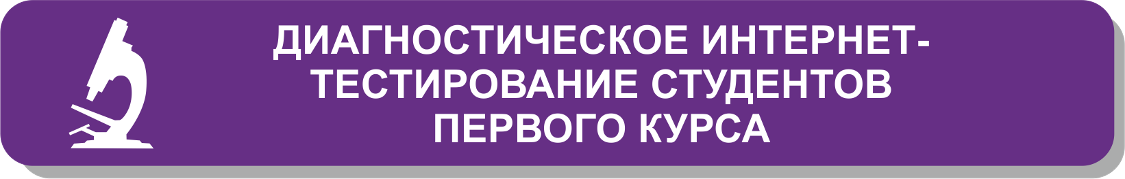 ДИАГНОСТИЧЕСКОЕ ИНТЕРНЕТ-
ТЕСТИРОВАНИЕ СТУДЕНТОВ
ПЕРВОГО КУРСА